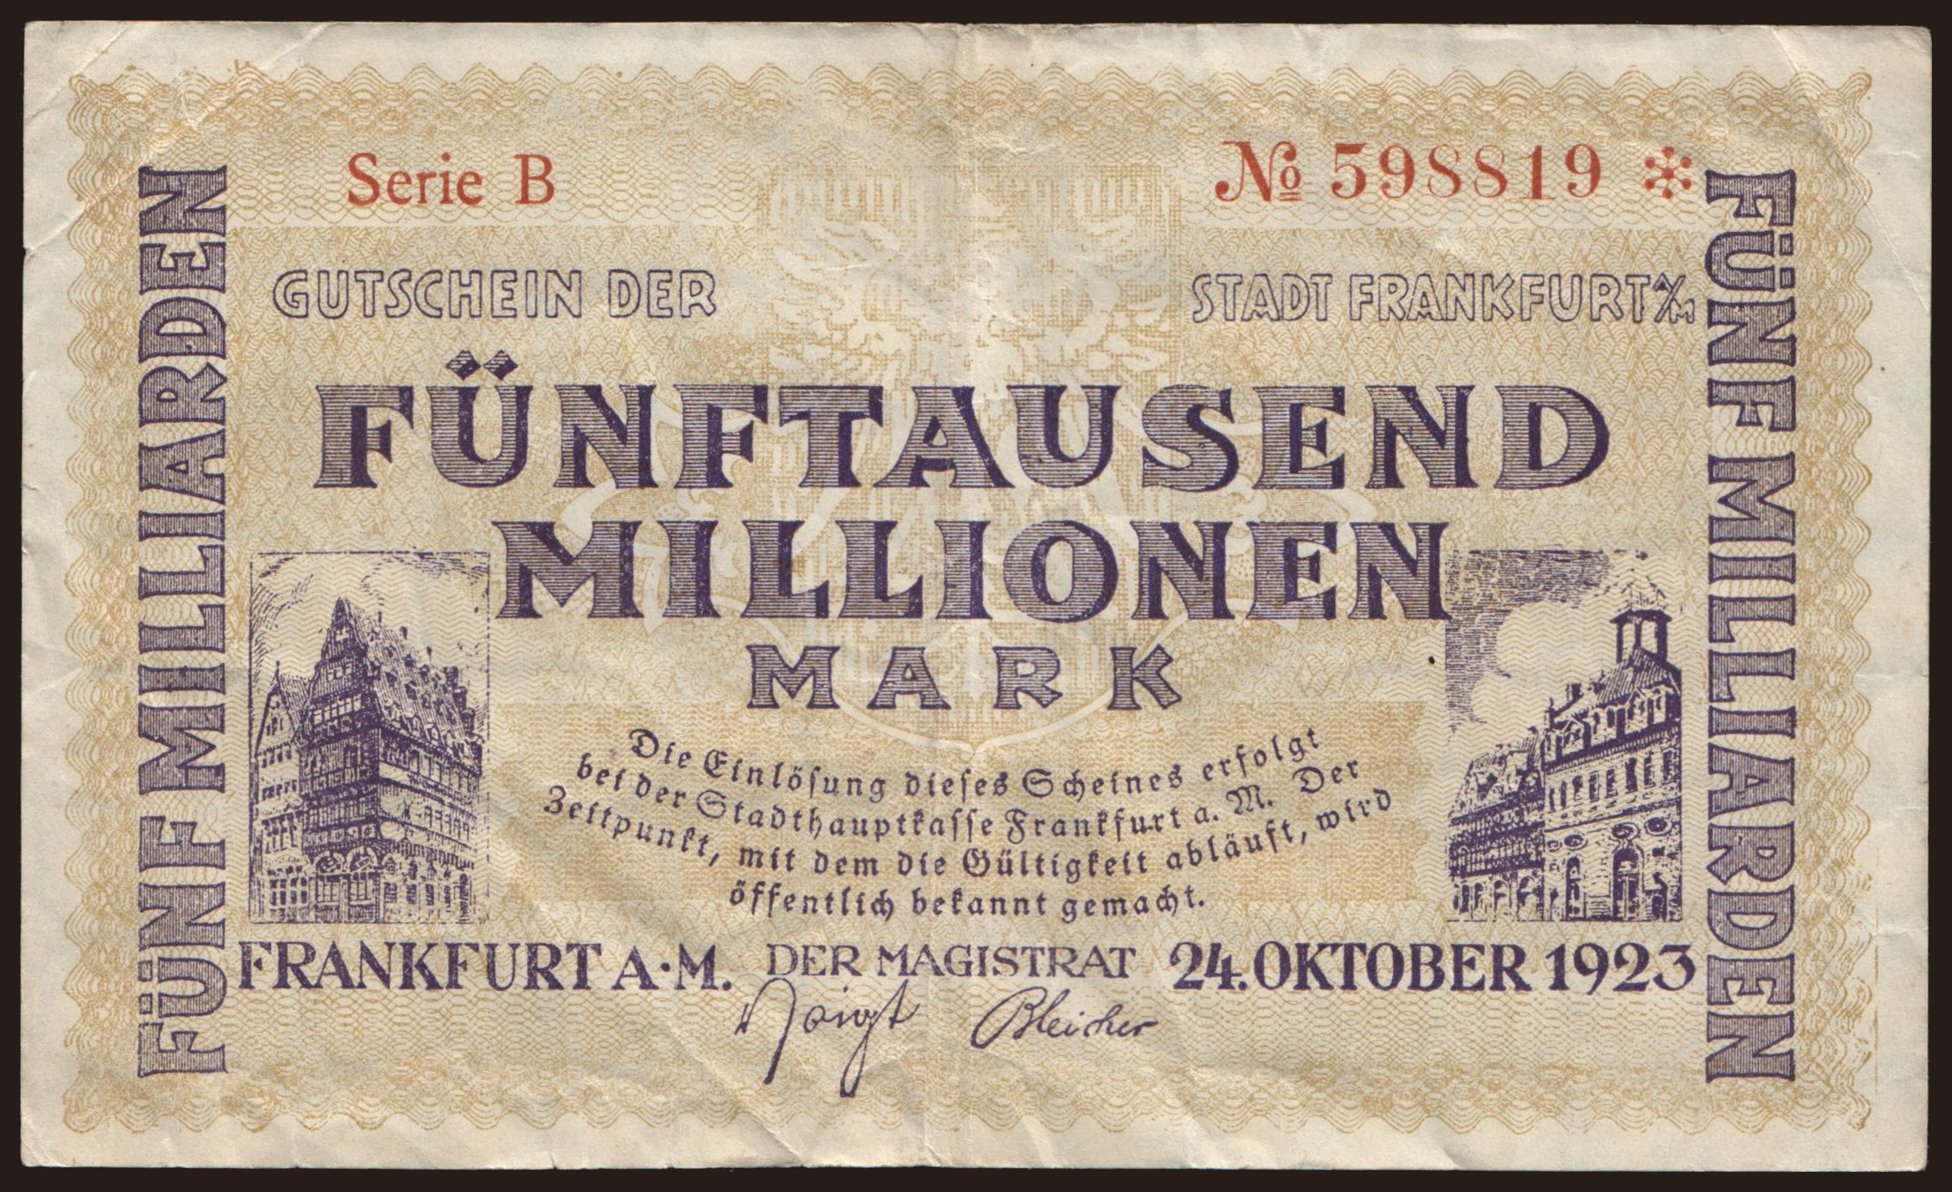 Serie B
№ 598819 *
GUTSCHEIN DER STADT FRANKFURT A/M
FÜNF MILLIARDEN
FÜNFTAUSEND
MILLIONEN
MARK
FÜNF MILLIARDEN
Die Einlösung dieses Scheines erfolgt
bei der Stadthauptkasse Frankfurt a. M. Der
Zeitpunkt, mit dem die Gültigkeit abläuft, wird
öffentlich bekannt gemacht.
FRANKFURT A·M. DER MAGISTRAT 24. OKTOBER 1923
Voigt Bleicher